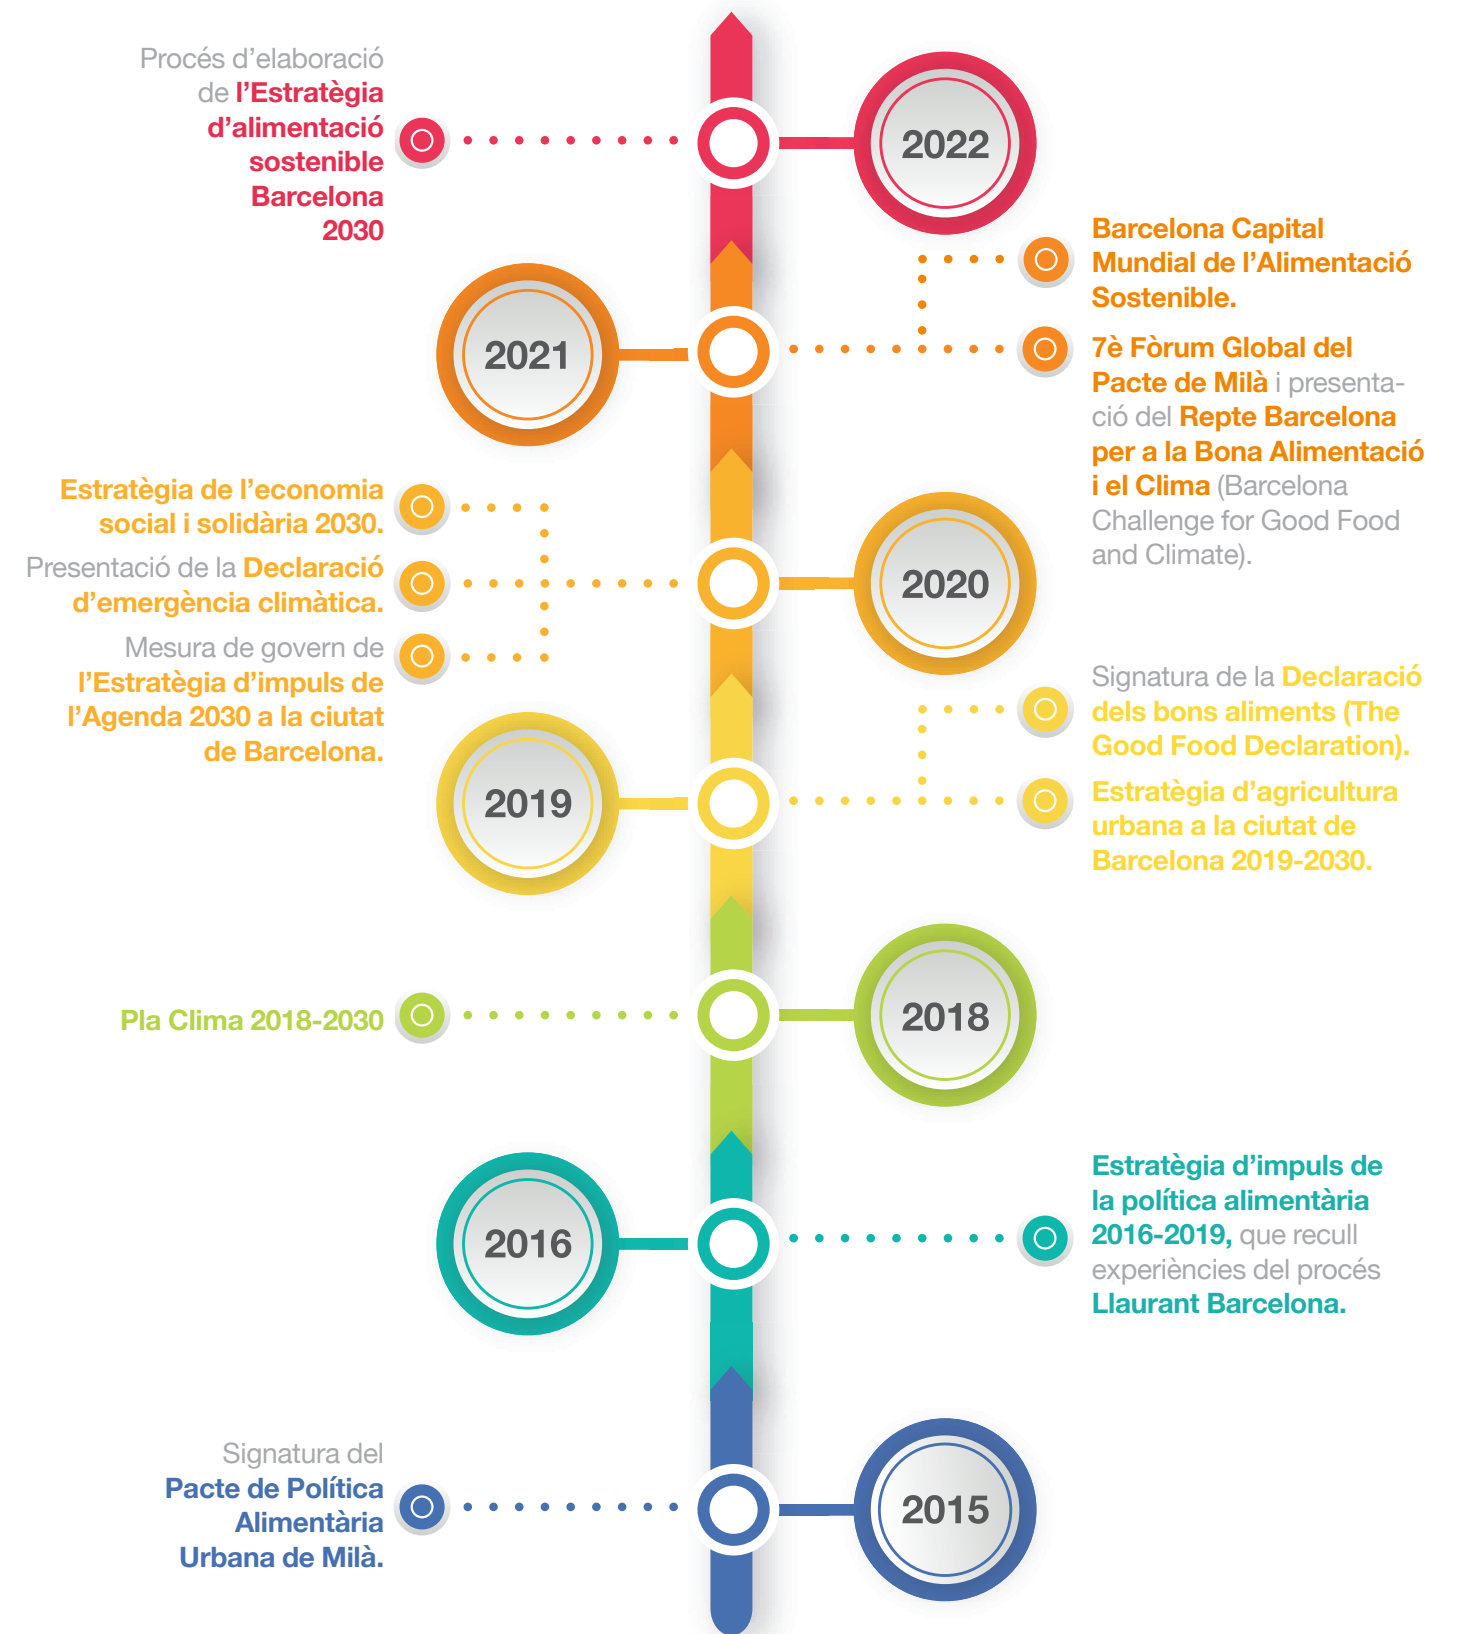 Procés d’elaboració
de l’Estratègia
d’alimentació
sostenible
Barcelona
2030
2022
Barcelona Capital
Mundial de l’Alimentació
Sostenible.
7è Fòrum Global del
Pacte de Milà i presenta-
ció del Repte Barcelona
per a la Bona Alimentació
i el Clima (Barcelona
Challenge for Good Food
and Climate).
2021
Estratègia de l’economia
social i solidària 2030.
Presentació de la Declaració
d’emergència climàtica.
Mesura de govern de
l’Estratègia d’impuls de
l’Agenda 2030 a la ciutat
de Barcelona.
2020
Signatura de la Declaració
dels bons aliments (The
Good Food Declaration).
Estratègia d’agricultura
urbana a la ciutat de
Barcelona 2019-2030.
2019
Pla Clima 2018-2030
2018
Estratègia d’impuls de
la política alimentària
2016-2019, que recull
experiències del procés
Llaurant Barcelona.
2016
Signatura del
Pacte de Política
Alimentària
Urbana de Milà.
2015